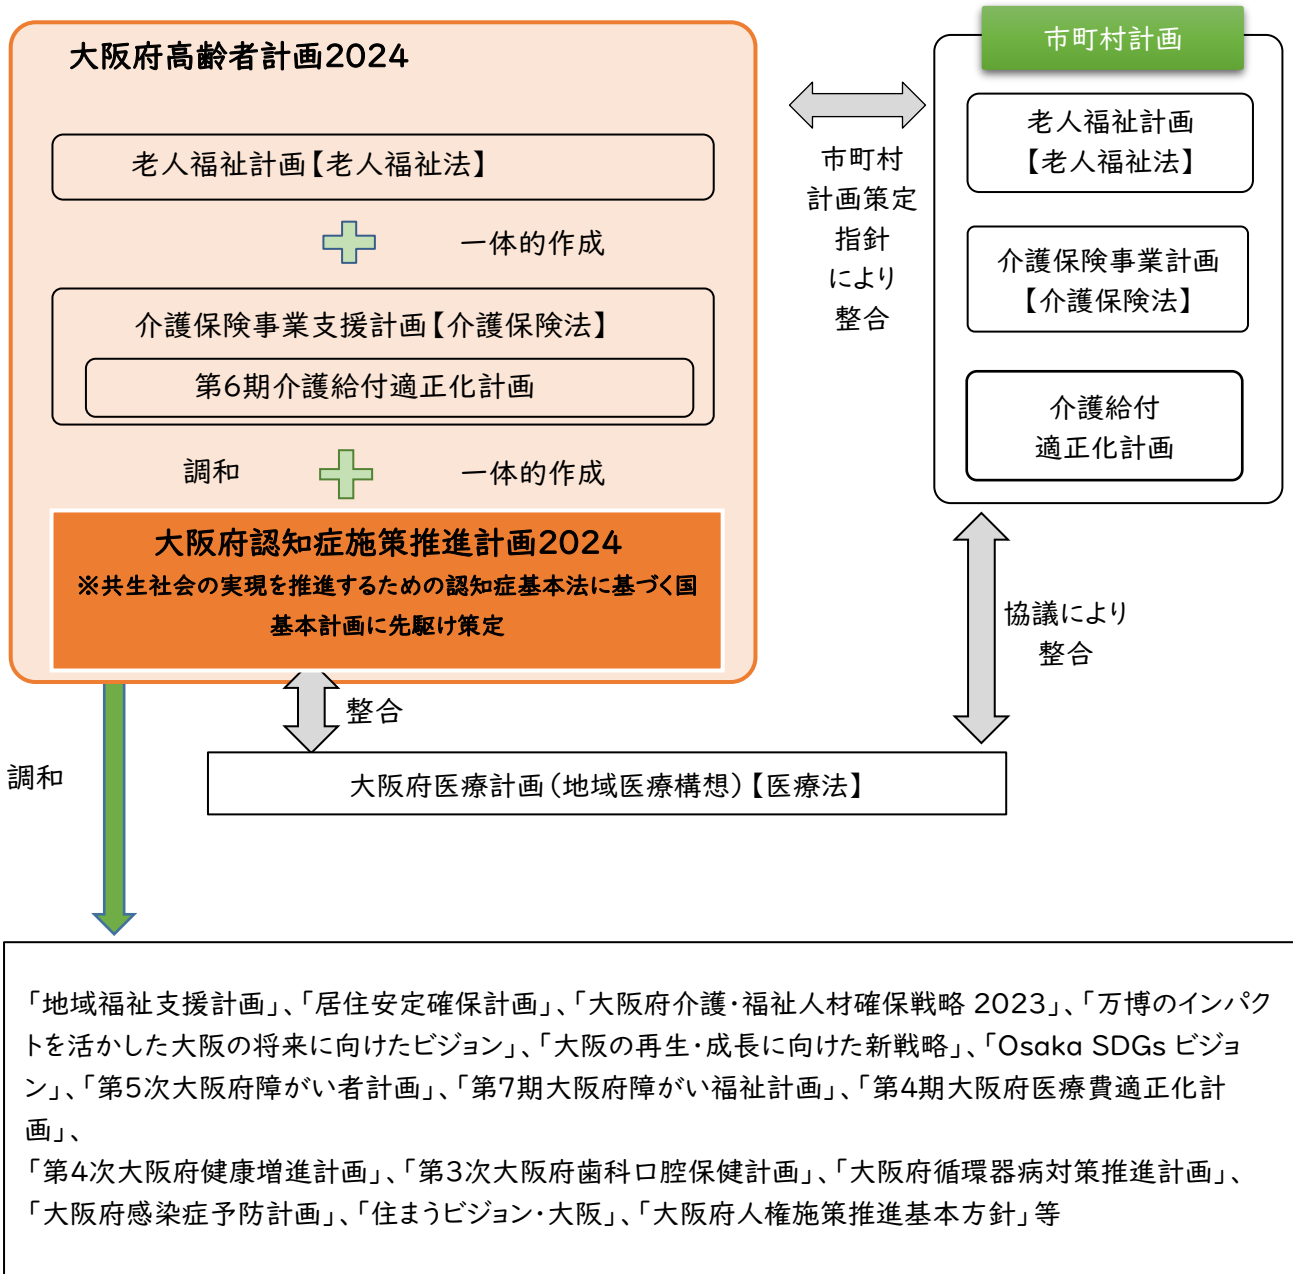 大阪府高齢者計画2024
老人福祉計画【老人福祉法】
一体的作成
介護保険事業支援計画【介護保険法】
第6期介護給付適正化計画
調和
一体的作成
大阪府認知症施策推進計画2024
※共生社会の実現を推進するための認知症基本法に基づく国
基本計画に先駆け策定
市町村
計画策定
指針
により
整合
市町村計画
老人福祉計画
【老人福祉法】
介護保険事業計画
【介護保険法】
介護給付
適正化計画
協議により
整合
整合
調和
大阪府医療計画(地域医療構想)【医療法】
「地域福祉支援計画」、「居住安定確保計画」、「大阪府介護・福祉人材確保戦略 2023」、「万博のインパク
トを活かした大阪の将来に向けたビジョン」、「大阪の再生・成長に向けた新戦略」、「Osaka SDGs ビジョ
ン」、「第5次大阪府障がい者計画」、「第7期大阪府障がい福祉計画」、「第4期大阪府医療費適正化計
画」、
「第4次大阪府健康増進計画」、「第3次大阪府歯科口腔保健計画」、「大阪府循環器病対策推進計画」、
「大阪府感染症予防計画」、「住まうビジョン・大阪」、「大阪府人権施策推進基本方針」等